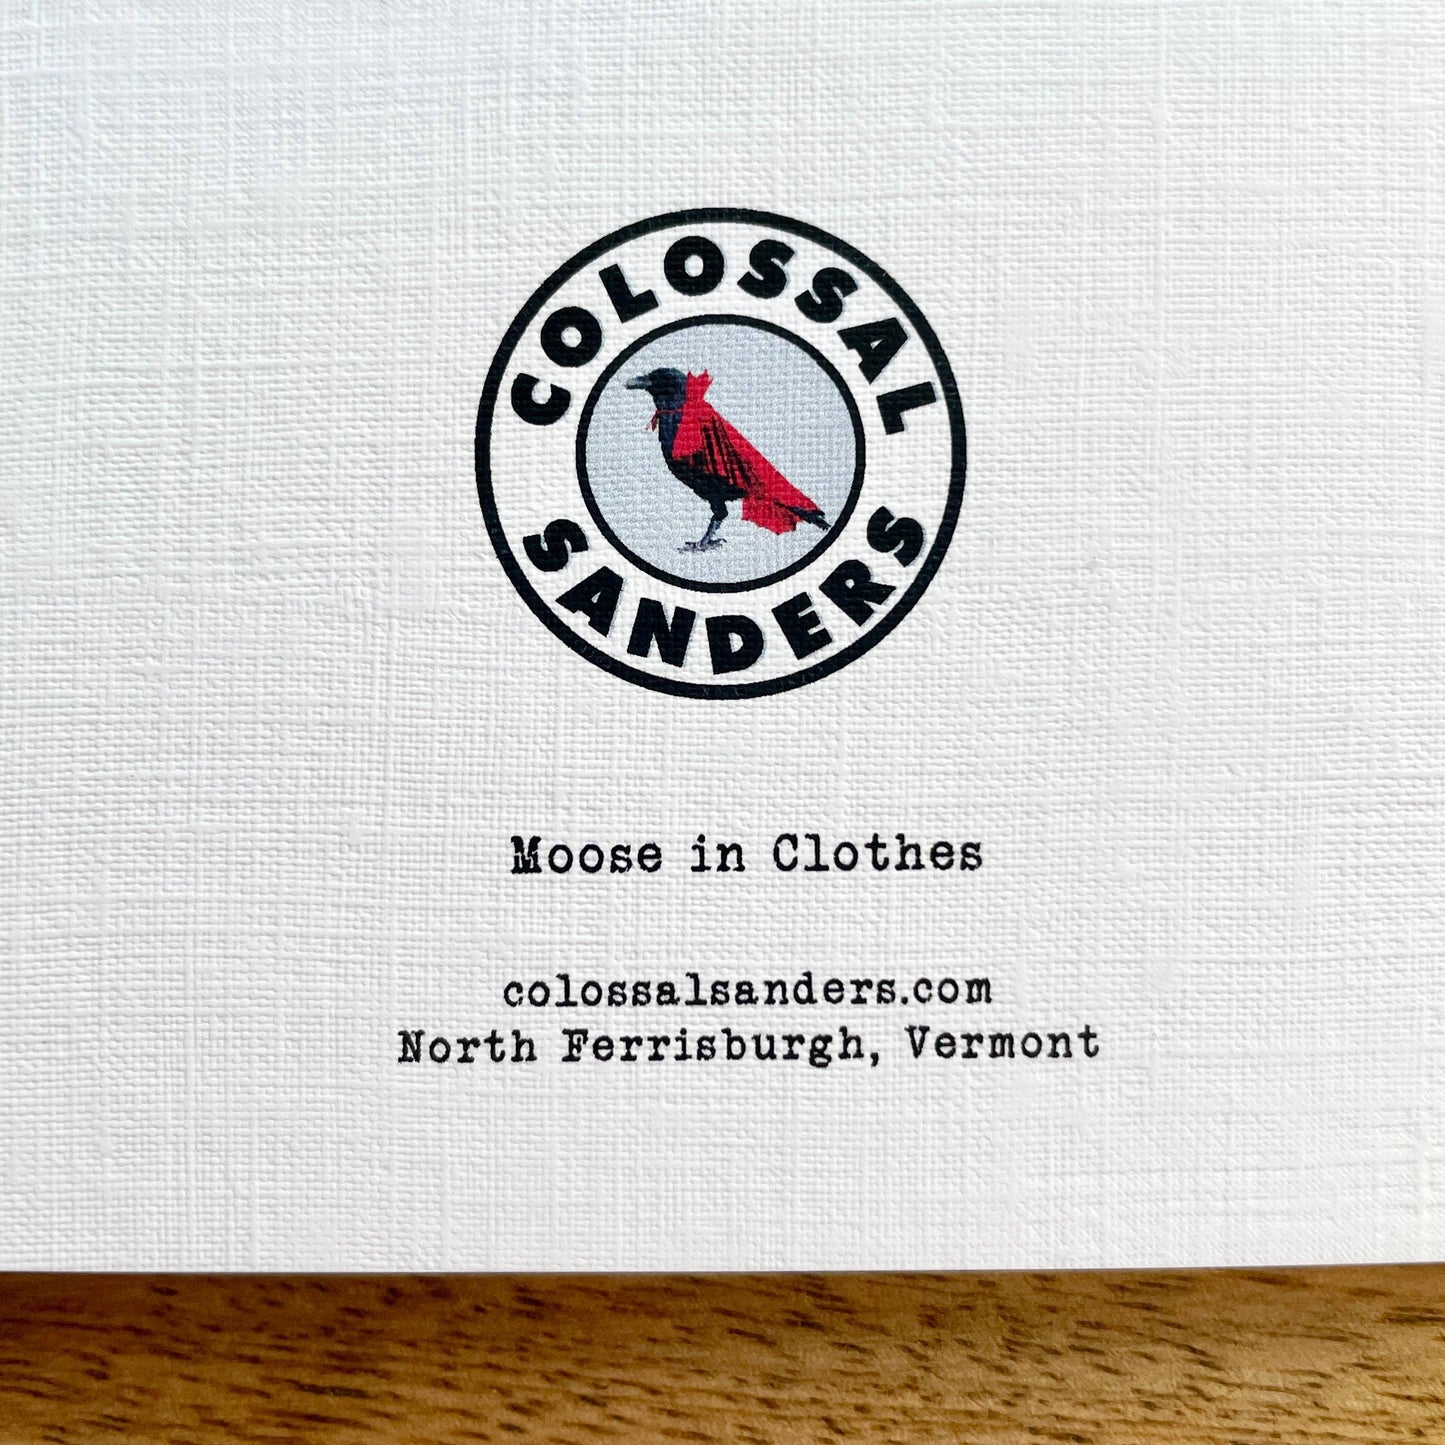 COLOSSAL
SANDERS
Moose in Clothes
colossalsanders.com
North Ferrisburgh, Vermont